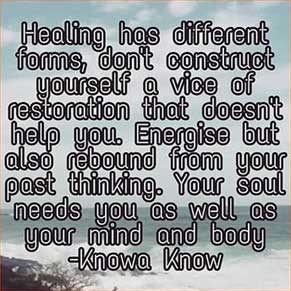 Healing has different
forms, don't construct
yourself a vice of
restoration that doesn't
help you. Energise but
also rebound from your
past thinking. Your soul
needs you as well as
your mind and body
-Knowa Know